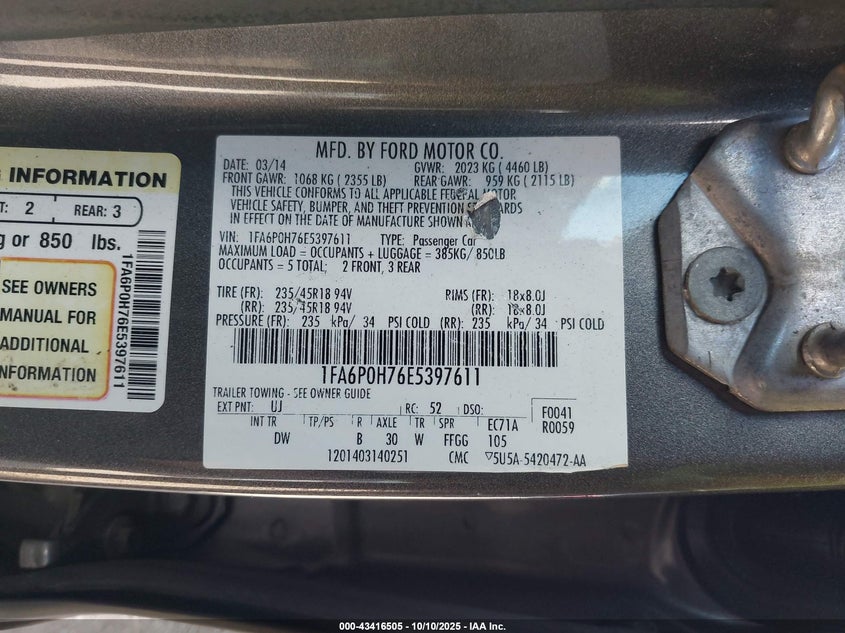 G INFORMATION
T: 2 REAR: 3
g or 850 lbs.
SEE OWNERS
MANUAL FOR
ADDITIONAL
INFORMATION
1FA6P0H76E5397611
MFD. BY FORD MOTOR CO.
DATE: 03/14 GVWR: 2023 KG ( 4460 LB)
FRONT GAWR: 1068 KG ( 2355 LB) REAR GAWR: 959 KG ( 2115 LB)
THIS VEHICLE CONFORMS TO ALL APPLICABLE FEDERAL MOTOR
VEHICLE SAFETY, BUMPER, AND THEFT PREVENTION STANDARDS
IN EFFECT ON THE DATE OF MANUFACTURE SHOWN
VIN: 1FA6P0H76E5397611 TYPE: Passenger Car
MAXIMUM LOAD = OCCUPANTS + LUGGAGE = 385KG/ 850LB
OCCUPANTS = 5 TOTAL; 2 FRONT, 3 REAR
TIRE (FR): 235/45R18 94V RIMS (FR): 18x8.0J
(RR): 235/45R18 94V (RR): 18x8.0J
PRESSURE (FR): 235 kPa/ 34 PSI COLD (RR): 235 kPa/ 34 PSI COLD
1FA6P0H76E5397611
TRAILER TOWING - SEE OWNER GUIDE
EXT PNT: UJ RC: 52 DSO: F0041
INT TR TP/PS R AXLE TR SPR EC71A R0059
DW B 30 W FFGG 105
1201403140251 CMC ▽5U5A-5420472-AA
000-43416505 - 10/10/2025 - IAA Inc.